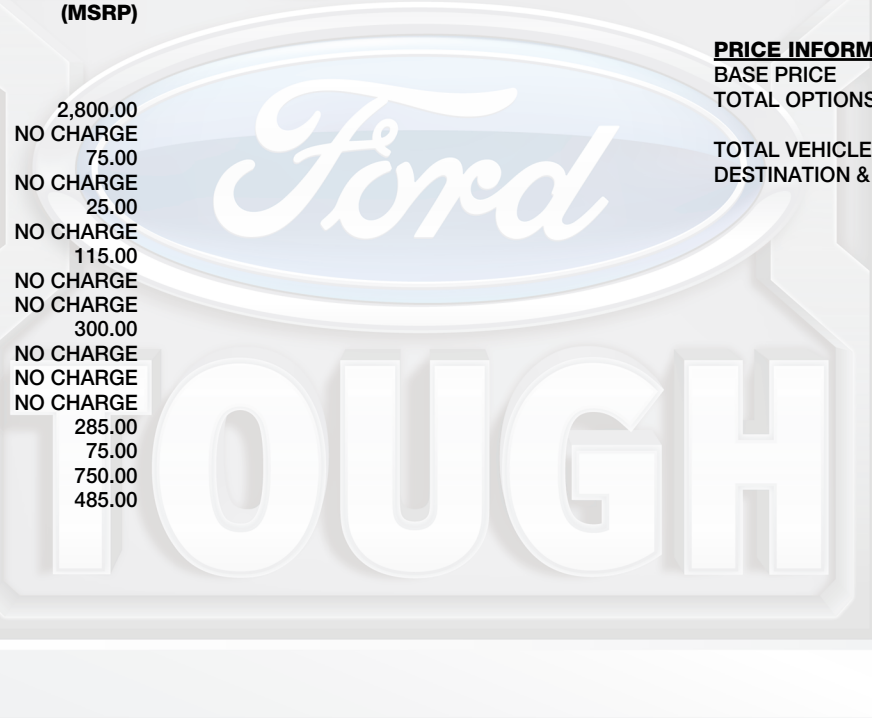 (MSRP)
2,800.00
NO CHARGE
75.00
NO CHARGE
25.00
NO CHARGE
115.00
NO CHARGE
NO CHARGE
300.00
NO CHARGE
NO CHARGE
NO CHARGE
285.00
75.00
750.00
485.00
PRICE INFORM
BASE PRICE
TOTAL OPTIONS
TOTAL VEHICLE
DESTINATION &
Ford
TOUGH